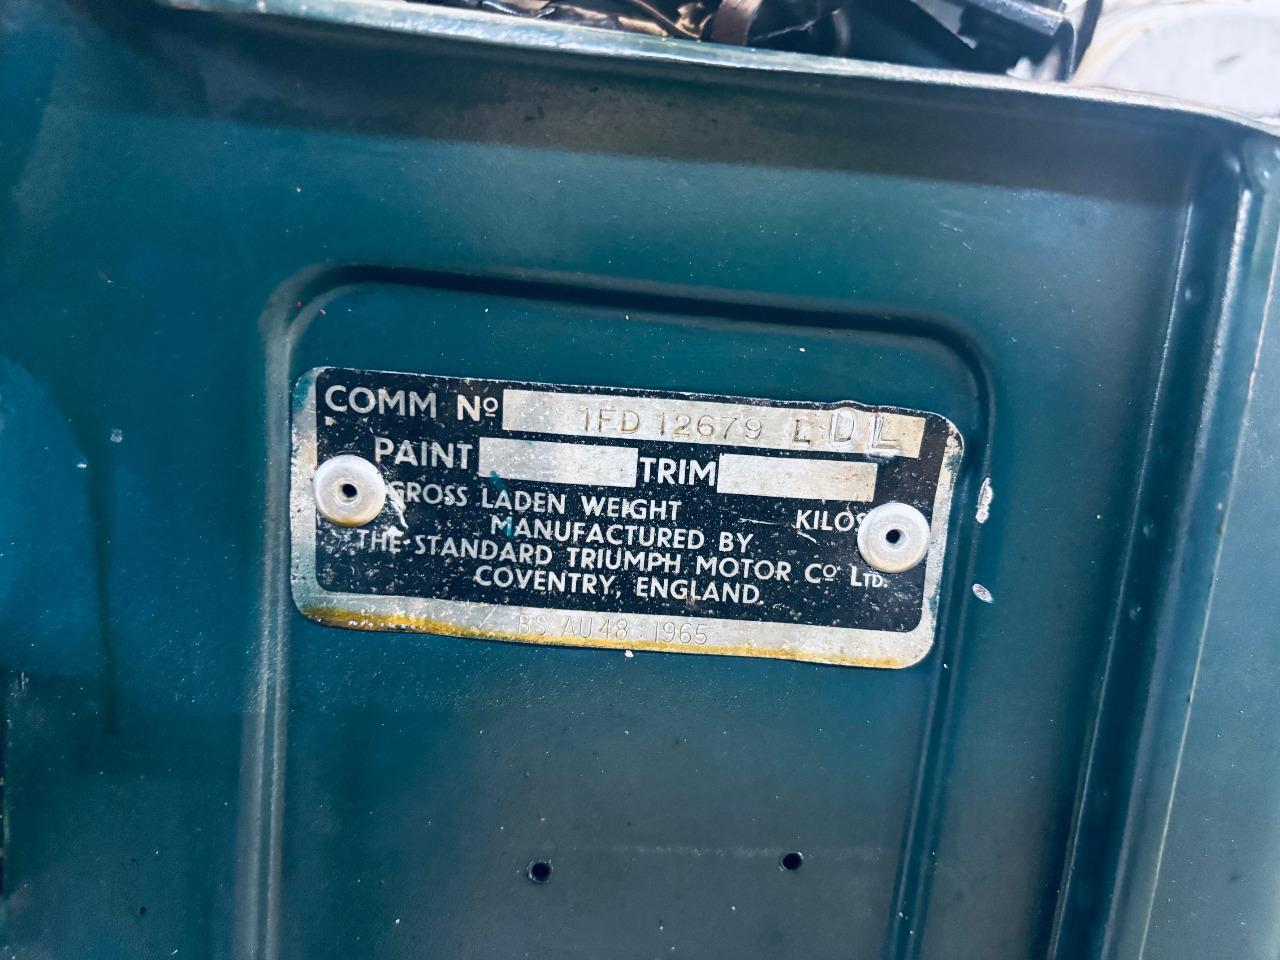 COMM Nº 1FD 12679 L D L
PAINT TRIM
GROSS LADEN WEIGHT KILOS
MANUFACTURED BY
THE STANDARD TRIUMPH MOTOR Cº LTD.
COVENTRY, ENGLAND.
BS AU48 : 1965